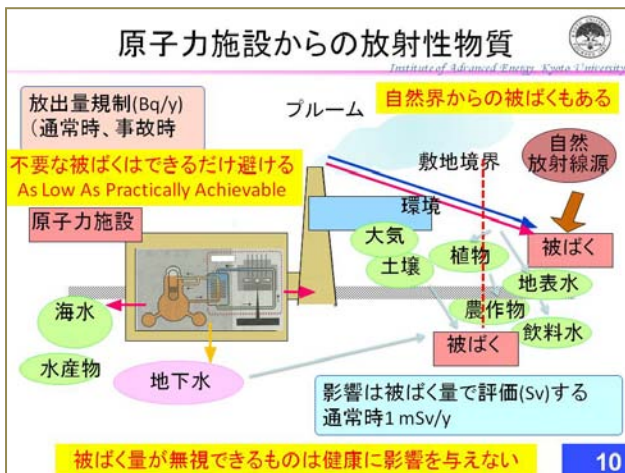 原子力施設からの放射性物質
Institute of Advanced Energy, Kyoto University
放出量規制(Bq/y)
(通常時、事故時
プルーム
自然界からの被ばくもある
不要な被ばくはできるだけ避ける
As Low As Practically Achievable
敷地境界
自然
放射線源
原子力施設
環境
大気
植物
被ばく
土壌
地表水
海水
農作物
飲料水
水産物
地下水
被ばく
影響は被ばく量で評価(Sv)する
通常時1 mSv/y
被ばく量が無視できるものは健康に影響を与えない
10